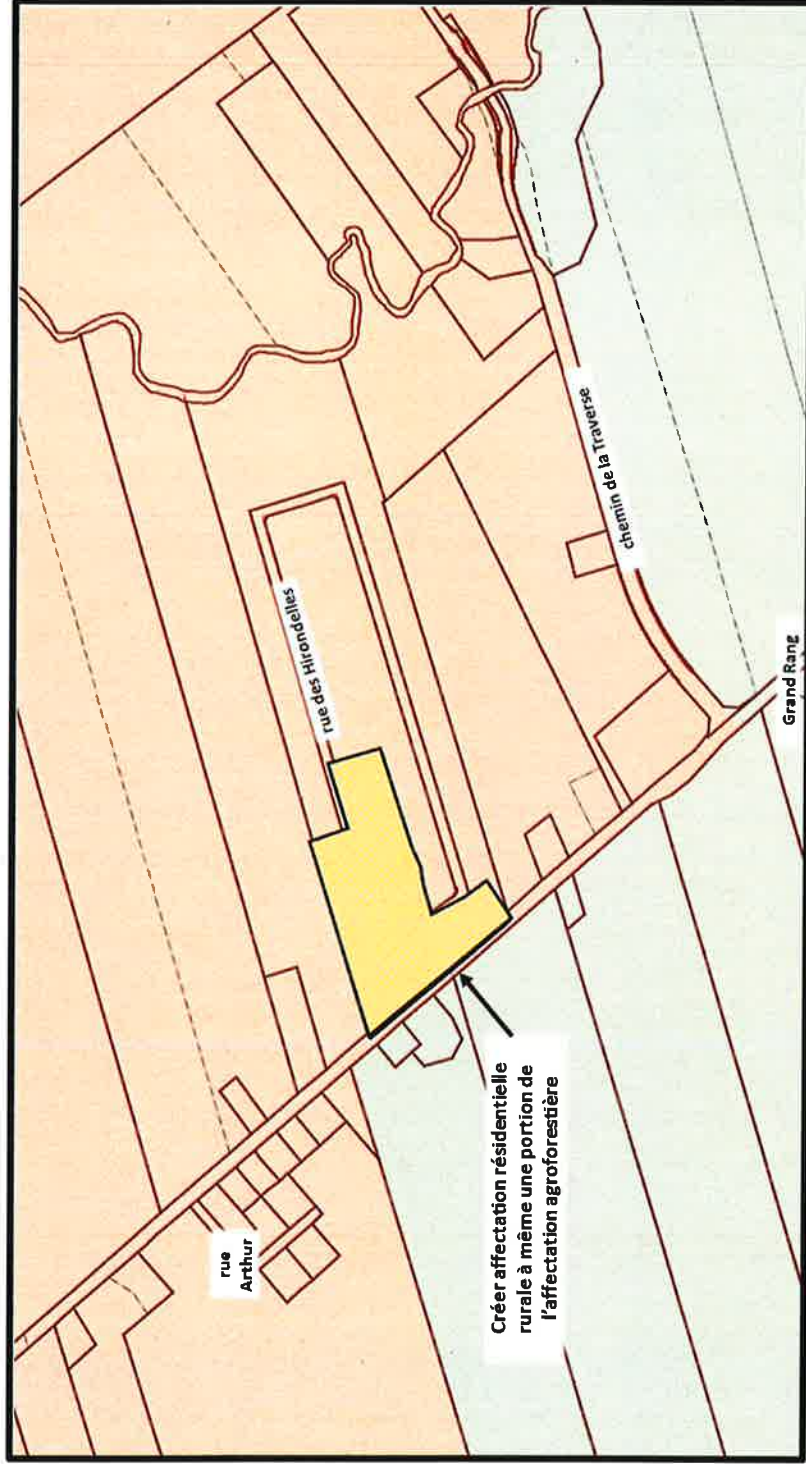 rue des Hirondelles
chemin de la Traverse
Grand Rang
rue
Arthur
Créer affectation résidentielle
rurale à même une portion de
l'affectation agroforestière